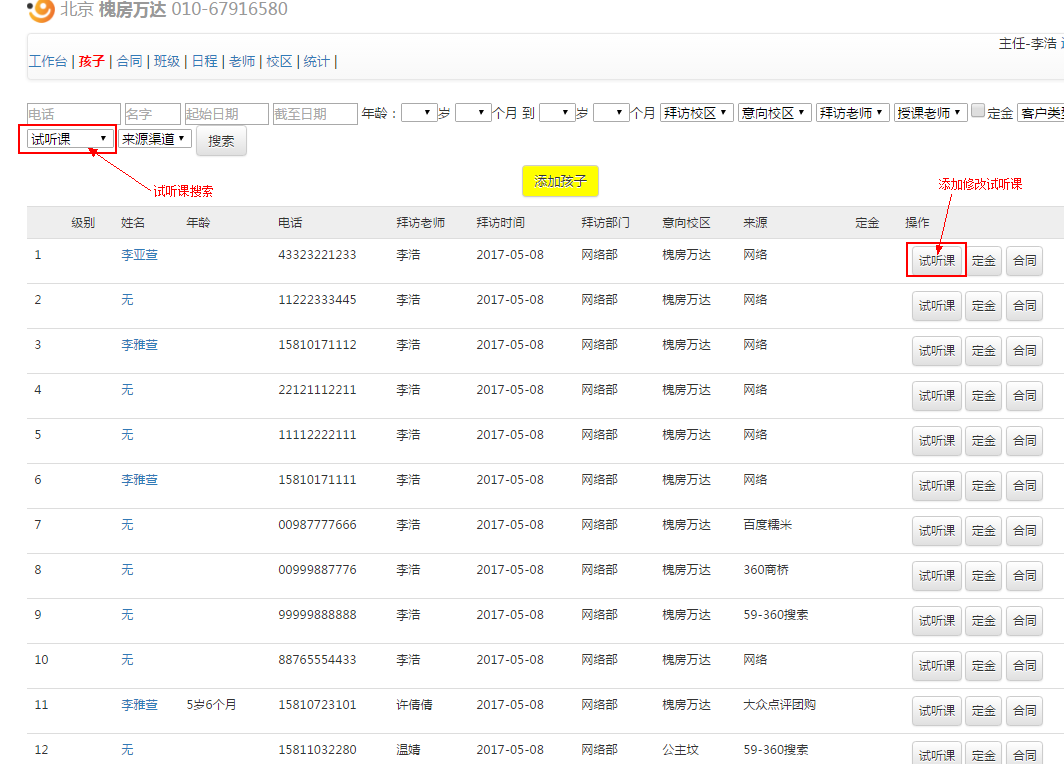 北京 槐房万达 010-67916580
主任-李浩
工作台 | 孩子 | 合同 | 班级 | 日程 | 老师 | 校区 | 统计 |
电话 名字 起始日期 截至日期 年龄： 岁 个月 到 岁 个月 拜访校区 意向校区 拜访老师 授课老师 定金 客户类
试听课 来源渠道 搜索
试听课搜索
添加孩子
添加修改试听课
级别 姓名 年龄 电话 拜访老师 拜访时间 拜访部门 意向校区 来源 定金 操作
1 李亚萱 43323221233 李浩 2017-05-08 网络部 槐房万达 网络 试听课 定金 合同
2 无 11222333445 李浩 2017-05-08 网络部 槐房万达 网络 试听课 定金 合同
3 李雅萱 15810171112 李浩 2017-05-08 网络部 槐房万达 网络 试听课 定金 合同
4 无 22121112211 李浩 2017-05-08 网络部 槐房万达 网络 试听课 定金 合同
5 无 11112222111 李浩 2017-05-08 网络部 槐房万达 网络 试听课 定金 合同
6 李雅萱 15810171111 李浩 2017-05-08 网络部 槐房万达 网络 试听课 定金 合同
7 无 00987777666 李浩 2017-05-08 网络部 槐房万达 百度糯米 试听课 定金 合同
8 无 00999887776 李浩 2017-05-08 网络部 槐房万达 360商桥 试听课 定金 合同
9 无 99999888888 李浩 2017-05-08 网络部 槐房万达 59-360搜索 试听课 定金 合同
10 无 88765554433 李浩 2017-05-08 网络部 槐房万达 网络 试听课 定金 合同
11 李雅萱 5岁6个月 15810723101 许倩倩 2017-05-08 网络部 槐房万达 大众点评团购 试听课 定金 合同
12 无 15811032280 温婧 2017-05-08 网络部 公主坟 59-360搜索 试听课 定金 合同